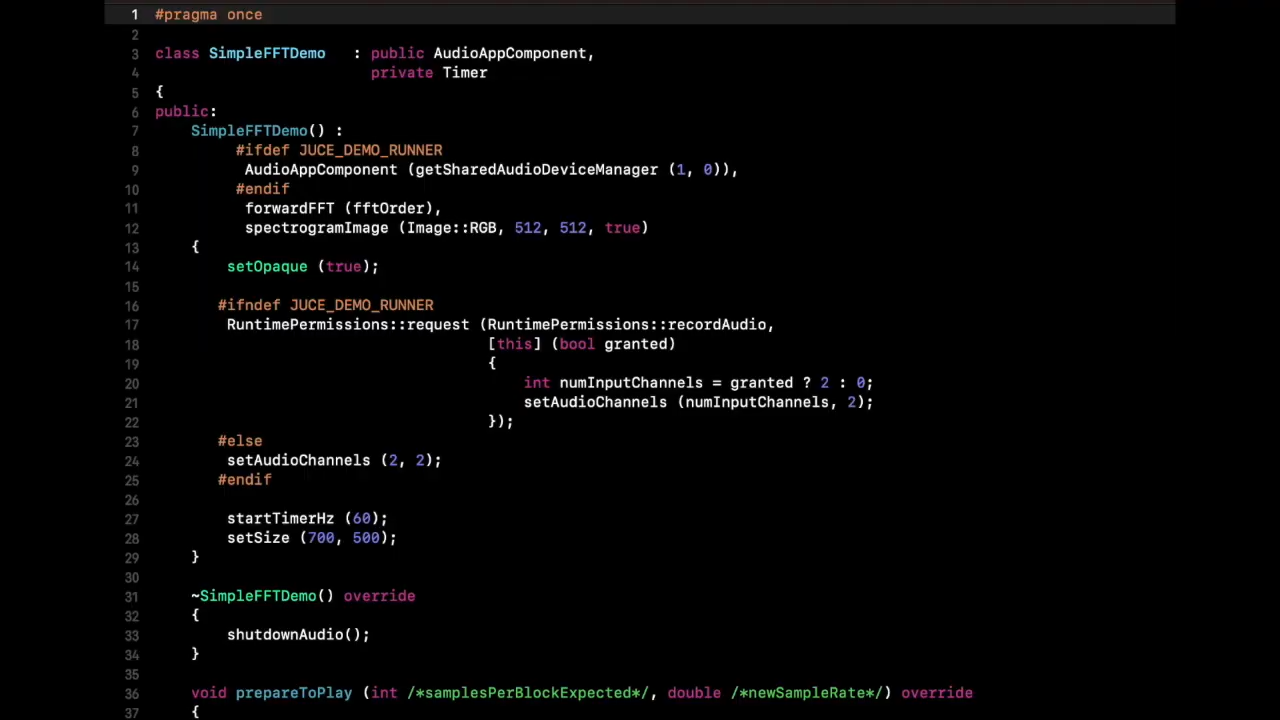 1 #pragma once
2
3 class SimpleFFTDemo   : public AudioAppComponent,
4                         private Timer
5 {
6 public:
7     SimpleFFTDemo() :
8          #ifdef JUCE_DEMO_RUNNER
9           AudioAppComponent (getSharedAudioDeviceManager (1, 0)),
10          #endif
11           forwardFFT (fftOrder),
12           spectrogramImage (Image::RGB, 512, 512, true)
13     {
14         setOpaque (true);
15
16        #ifndef JUCE_DEMO_RUNNER
17         RuntimePermissions::request (RuntimePermissions::recordAudio,
18                                      [this] (bool granted)
19                                      {
20                                          int numInputChannels = granted ? 2 : 0;
21                                          setAudioChannels (numInputChannels, 2);
22                                      });
23        #else
24         setAudioChannels (2, 2);
25        #endif
26
27         startTimerHz (60);
28         setSize (700, 500);
29     }
30
31     ~SimpleFFTDemo() override
32     {
33         shutdownAudio();
34     }
35
36     void prepareToPlay (int /*samplesPerBlockExpected*/, double /*newSampleRate*/) override
37     {